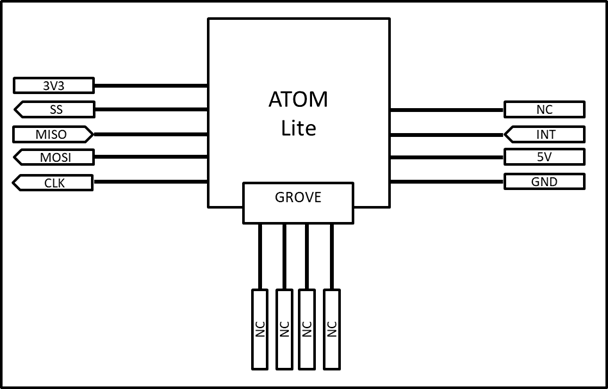 ATOM
Lite
3V3
SS
MISO
MOSI
CLK
NC
INT
5V
GND
GROVE
NC
NC
NC
NC